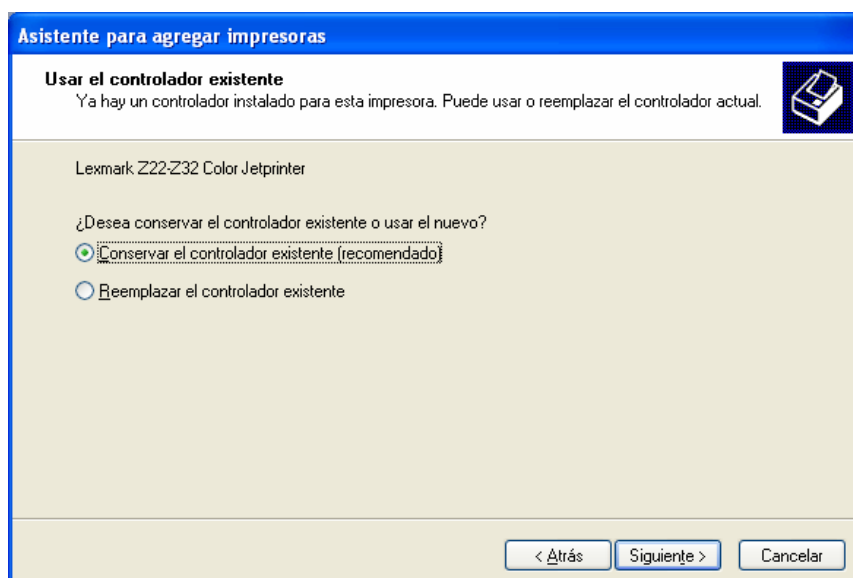 Asistente para agregar impresoras
Usar el controlador existente
Ya hay un controlador instalado para esta impresora. Puede usar o reemplazar el controlador actual.
Lexmark Z22-Z32 Color Jetprinter
¿Desea conservar el controlador existente o usar el nuevo?
Conservar el controlador existente (recomendado)
Reemplazar el controlador existente
< Atrás
Siguiente >
Cancelar